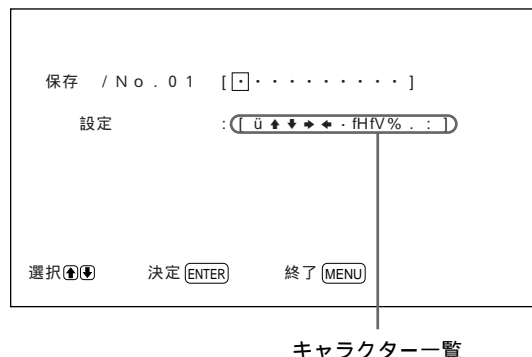 保存 /No.01 [・・・・・・・・・・]
設定 :[ ü ↑ ↓ → ← · fHfV% . : ]
選択↑↓ 決定 ENTER 終了 MENU
キャラクター一覧